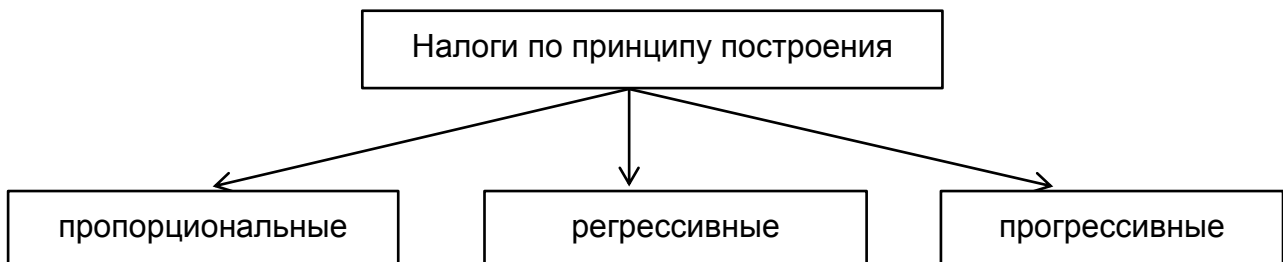 Налоги по принципу построения
пропорциональные
регрессивные
прогрессивные